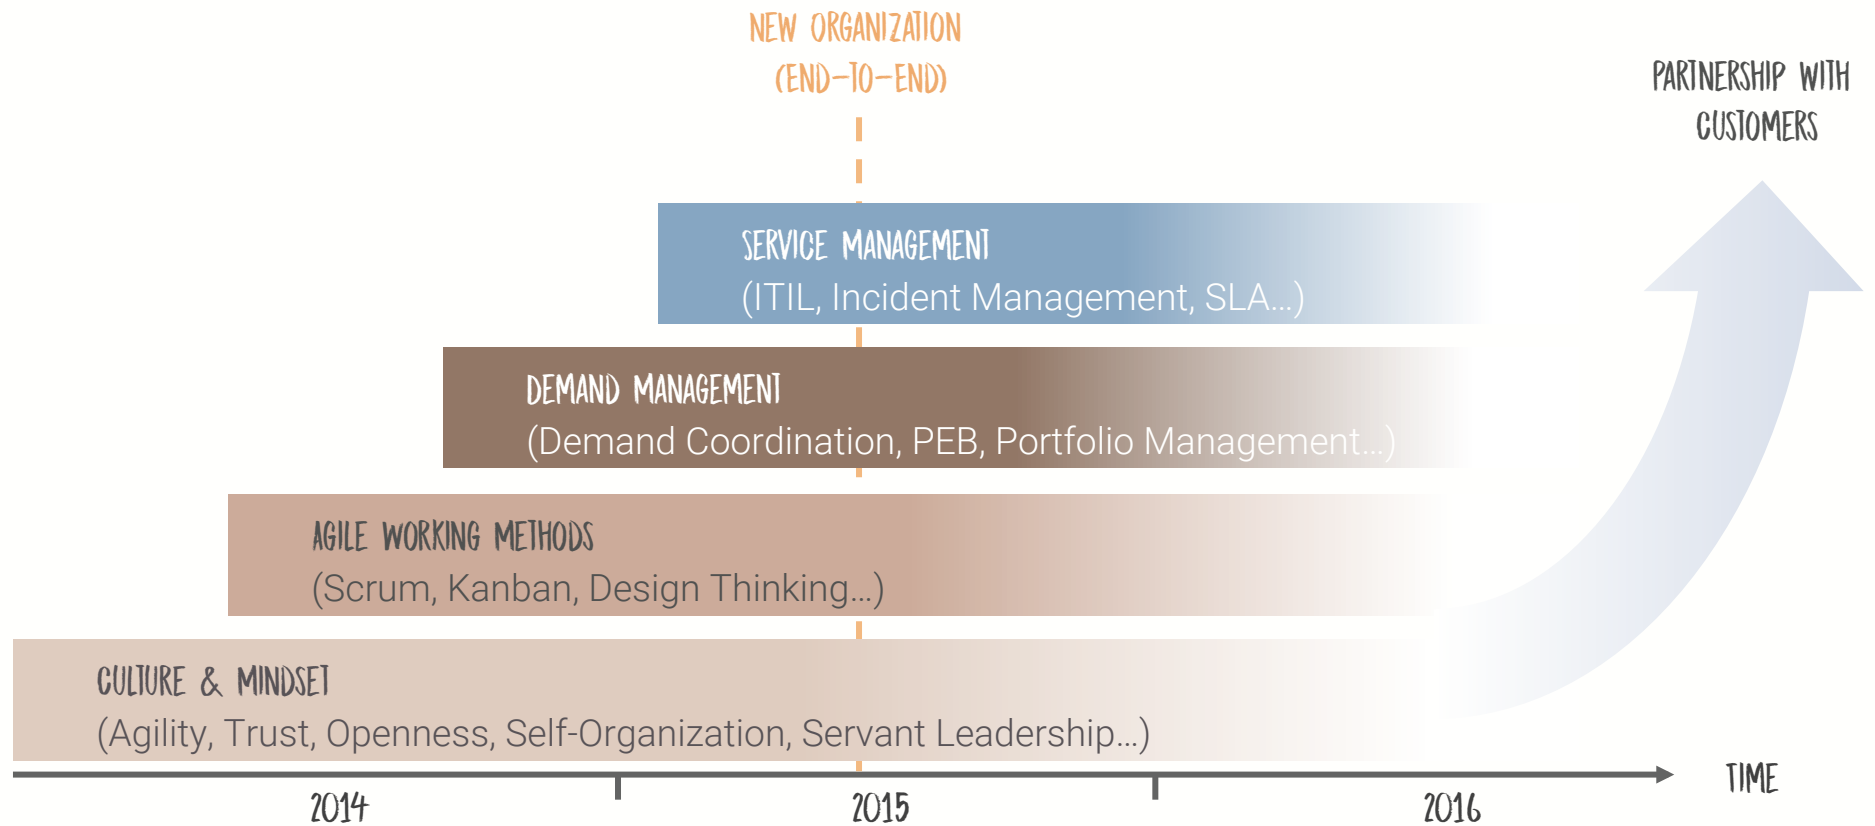 NEW ORGANIZATION
(END-TO-END)
PARTNERSHIP WITH
CUSTOMERS
SERVICE MANAGEMENT
(ITIL, Incident Management, SLA...)
DEMAND MANAGEMENT
(Demand Coordination, PEB, Portfolio Management...)
AGILE WORKING METHODS
(Scrum, Kanban, Design Thinking...)
CULTURE & MINDSET
(Agility, Trust, Openness, Self-Organization, Servant Leadership...)
TIME
2014
2015
2016